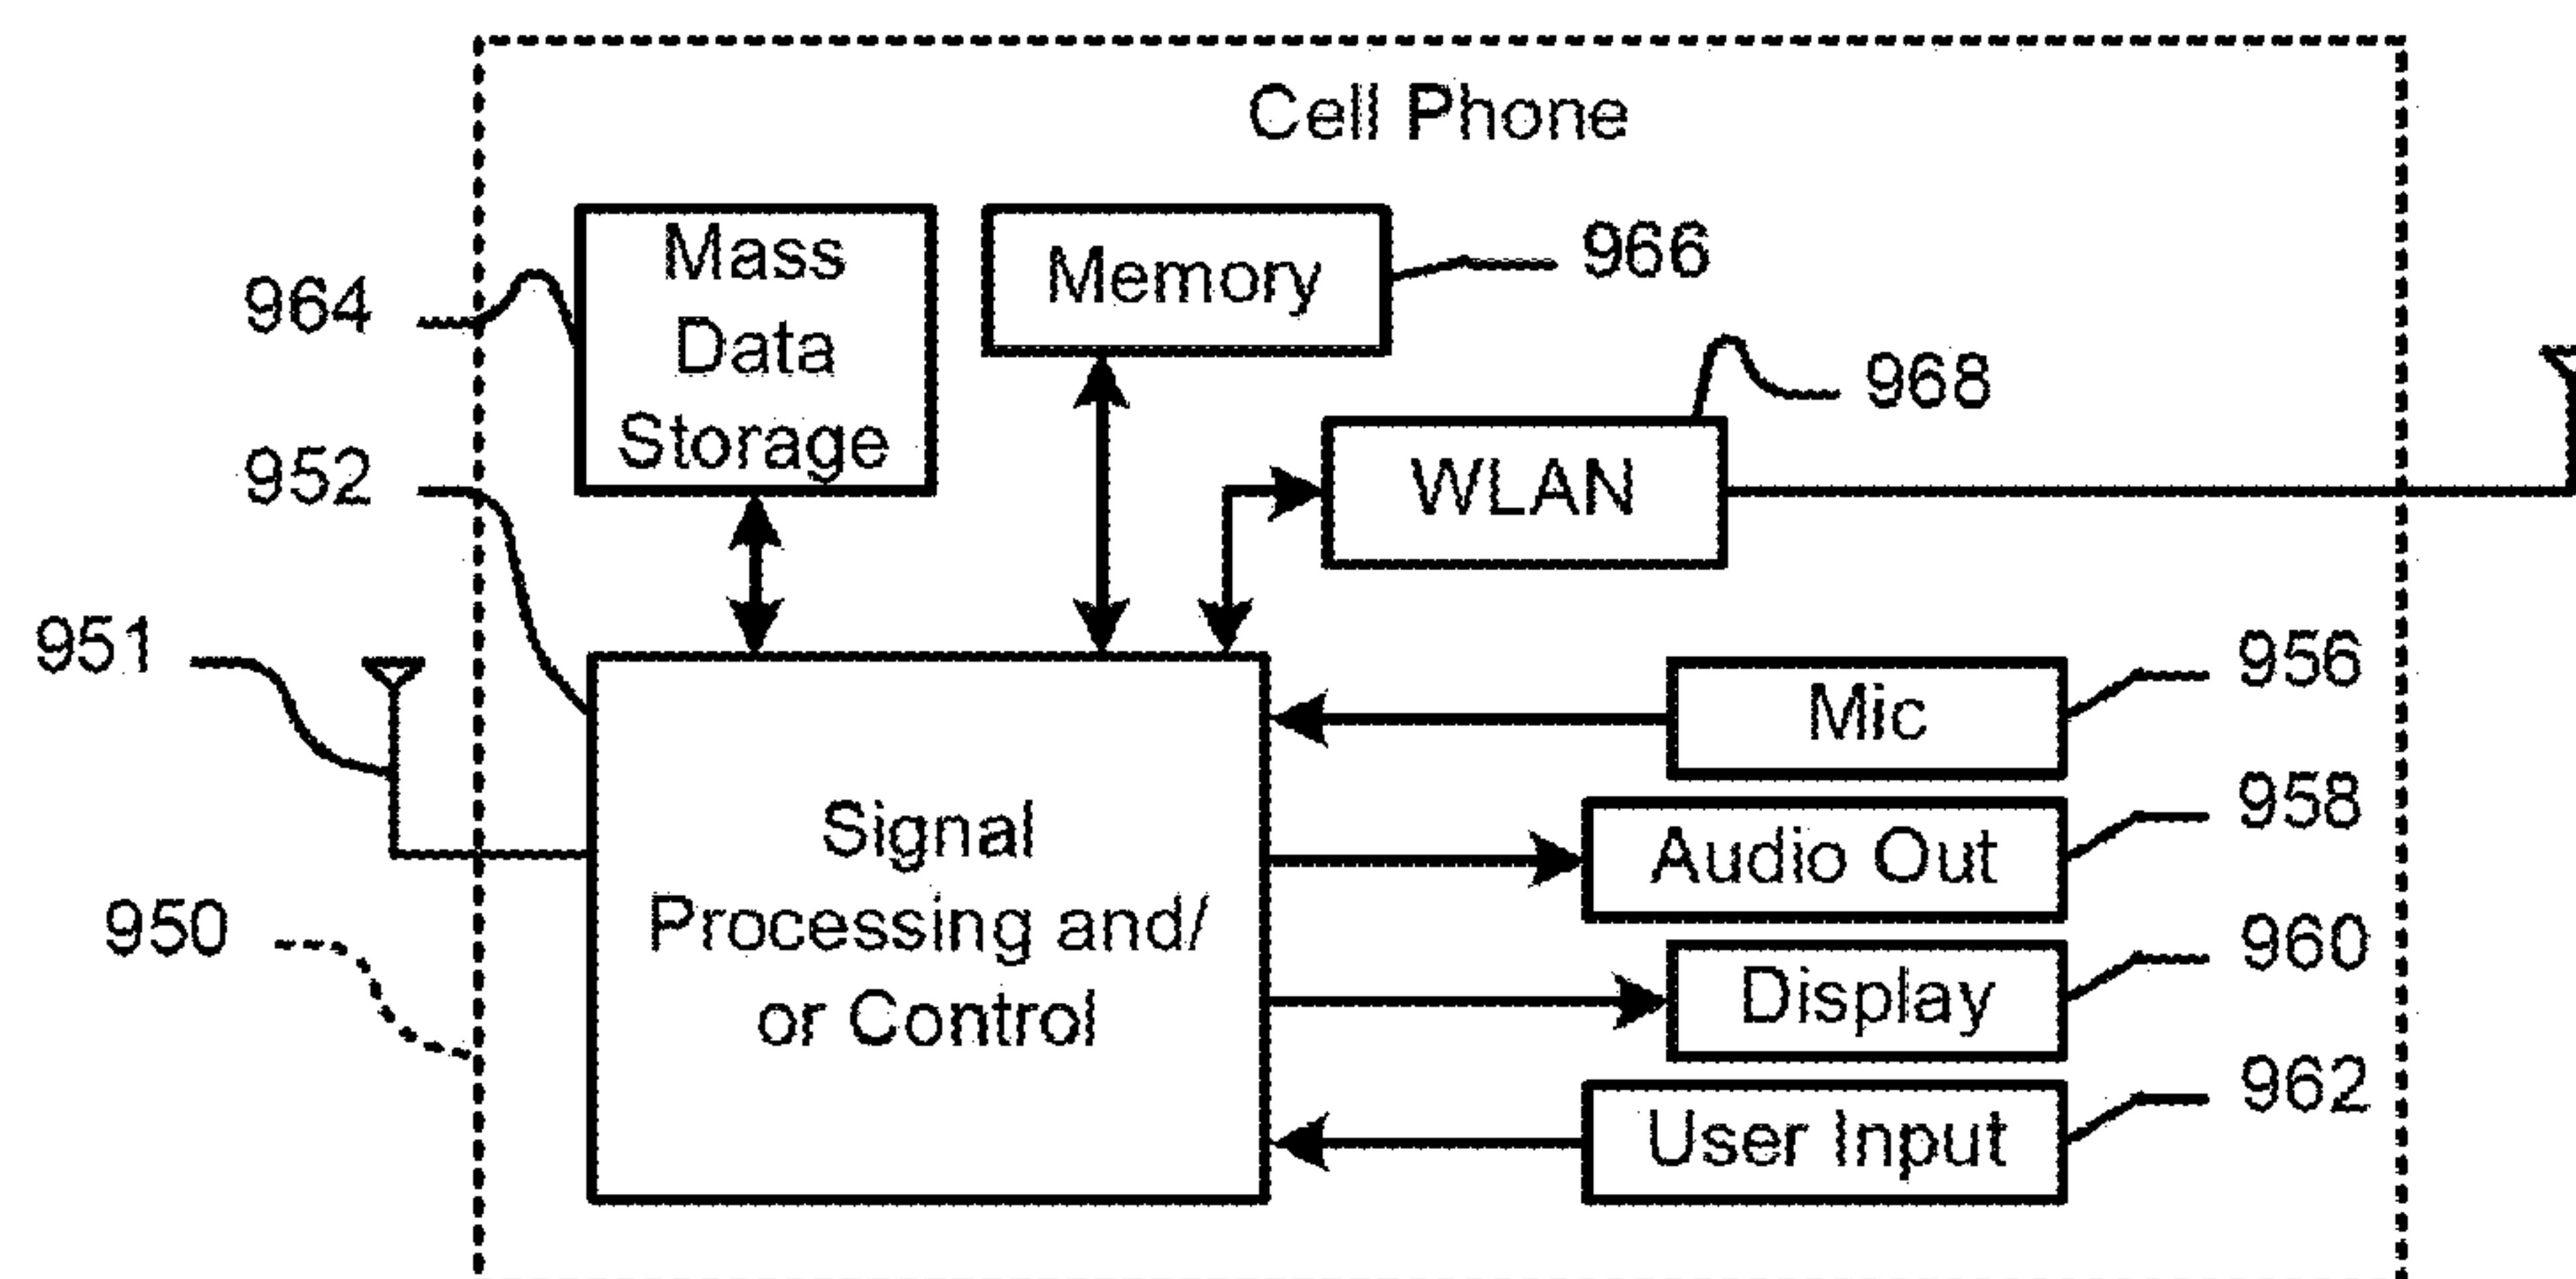 Cell Phone
Mass
Data
Storage
Memory
966
964
968
WLAN
952
951
956
Mic
958
Audio Out
Signal
Processing and/
or Control
950
960
Display
962
User Input